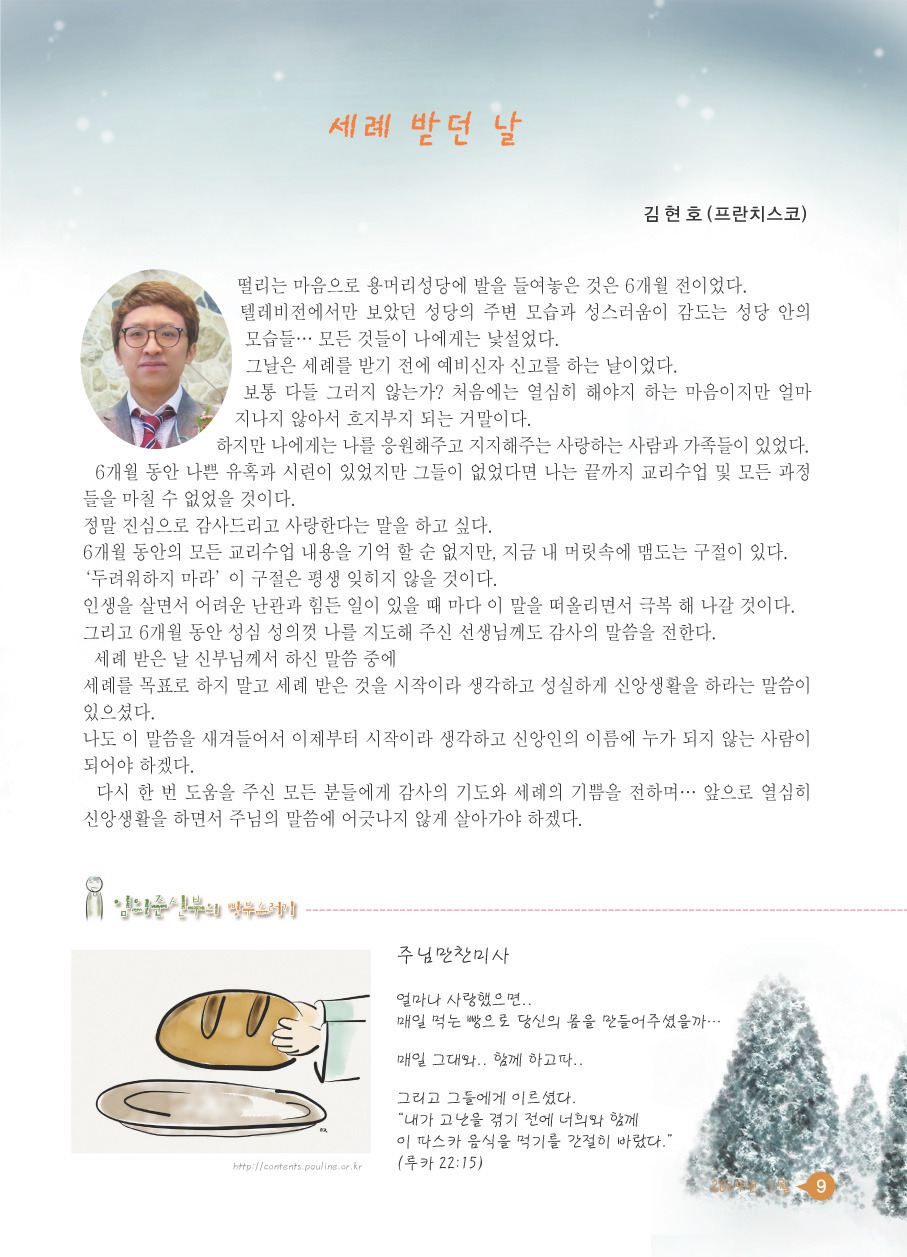 세례 받던 날
김 현 호 (프란치스코)
떨리는 마음으로 용머리성당에 발을 들여놓은 것은 6개월 전이었다.
텔레비전에서만 보았던 성당의 주변 모습과 성스러움이 감도는 성당 안의
모습들… 모든 것들이 나에게는 낯설었다.
그날은 세례를 받기 전에 예비신자 신고를 하는 날이었다.
보통 다들 그러지 않는가? 처음에는 열심히 해야지 하는 마음이지만 얼마
지나지 않아서 흐지부지 되는 거말이다.
하지만 나에게는 나를 응원해주고 지지해주는 사랑하는 사람과 가족들이 있었다.
6개월 동안 나쁜 유혹과 시련이 있었지만 그들이 없었다면 나는 끝까지 교리수업 및 모든 과정
들을 마칠 수 없었을 것이다.
정말 진심으로 감사드리고 사랑한다는 말을 하고 싶다.
6개월 동안의 모든 교리수업 내용을 기억 할 순 없지만, 지금 내 머릿속에 맴도는 구절이 있다.
‘두려워하지 마라’ 이 구절은 평생 잊히지 않을 것이다.
인생을 살면서 어려운 난관과 힘든 일이 있을 때 마다 이 말을 떠올리면서 극복 해 나갈 것이다.
그리고 6개월 동안 성심 성의껏 나를 지도해 주신 선생님께도 감사의 말씀을 전한다.
세례 받은 날 신부님께서 하신 말씀 중에
세례를 목표로 하지 말고 세례 받은 것을 시작이라 생각하고 성실하게 신앙생활을 하라는 말씀이
있으셨다.
나도 이 말씀을 새겨들어서 이제부터 시작이라 생각하고 신앙인의 이름에 누가 되지 않는 사람이
되어야 하겠다.
다시 한 번 도움을 주신 모든 분들에게 감사의 기도와 세례의 기쁨을 전하며… 앞으로 열심히
신앙생활을 하면서 주님의 말씀에 어긋나지 않게 살아가야 하겠다.
임의준신부의 빵부스러기
주님만찬미사
얼마나 사랑했으면..
매일 먹는 빵으로 당신의 몸을 만들어주셨을까…
매일 그대와.. 함께 하고파..
그리고 그들에게 이르셨다.
“내가 고난을 겪기 전에 너희와 함께
이 파스카 음식을 먹기를 간절히 바랐다.”
(루카 22:15)
http://contents.pauline.or.kr
9